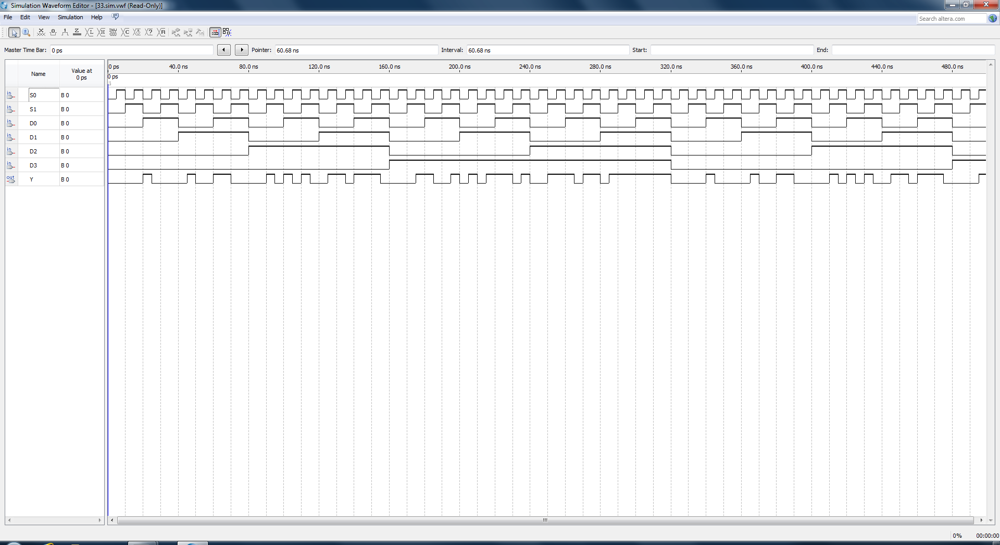 Simulation Waveform Editor - [33.sim.vwf (Read-Only)]
File Edit View Simulation Help
Search altera.com
Master Time Bar: 0 ps Pointer: 60.68 ns Interval: 60.68 ns Start: End:
Name Value at 0 ps
0 ps 40.0 ns 80.0 ns 120.0 ns 160.0 ns 200.0 ns 240.0 ns 280.0 ns 320.0 ns 360.0 ns 400.0 ns 440.0 ns 480.0 ns
0 ps
in S0 B 0
in S1 B 0
in D0 B 0
in D1 B 0
in D2 B 0
in D3 B 0
out Y B 0
0% 00:00:00